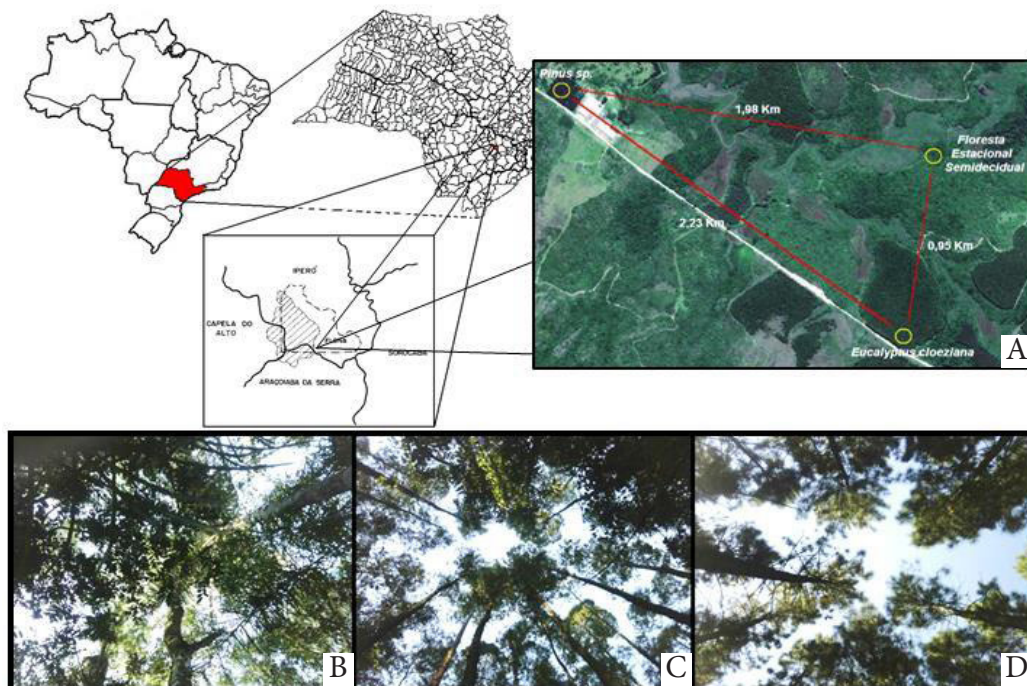 Pinus sp.
1,98 Km
Floresta
Estacional
Semidecidual
2,23 Km
0,95 Km
Eucalyptus cloeziana
A
IPERÓ
CAPELA DO
ALTO
SOROCABA
ARAÇOIABA DA SERRA
B
C
D